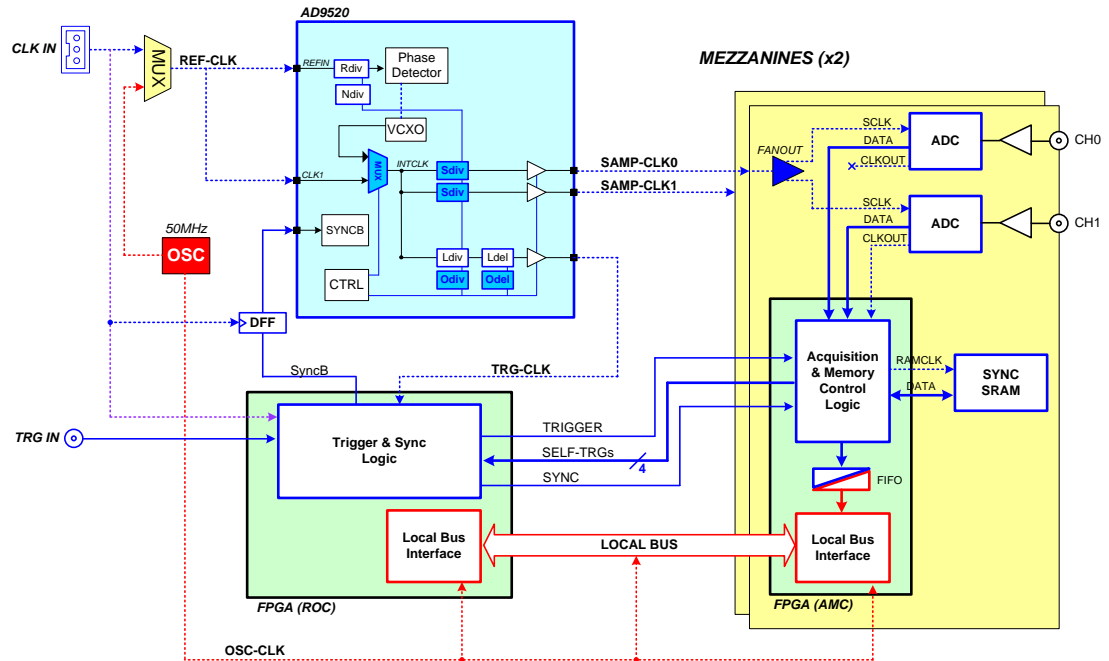 AD9520
CLK IN
MUX
REF-CLK
REFIN
Rdiv
Phase
Detector
Ndiv
VCXO
MUX
INTCLK
CLK1
Sdiv
Sdiv
SAMP-CLK0
SAMP-CLK1
50MHz
OSC
SYNCB
CTRL
Ldiv
Ldel
Odiv
Odel
DFF
SyncB
TRG-CLK
MEZZANINES (x2)
FANOUT
SCLK
DATA
CLKOUT
ADC
CH0
SCLK
DATA
CLKOUT
ADC
CH1
TRG IN
Trigger & Sync
Logic
TRIGGER
SELF-TRGs
4
SYNC
Acquisition
& Memory
Control
Logic
RAMCLK
DATA
SYNC
SRAM
FIFO
Local Bus
Interface
LOCAL BUS
Local Bus
Interface
FPGA (ROC)
FPGA (AMC)
OSC-CLK